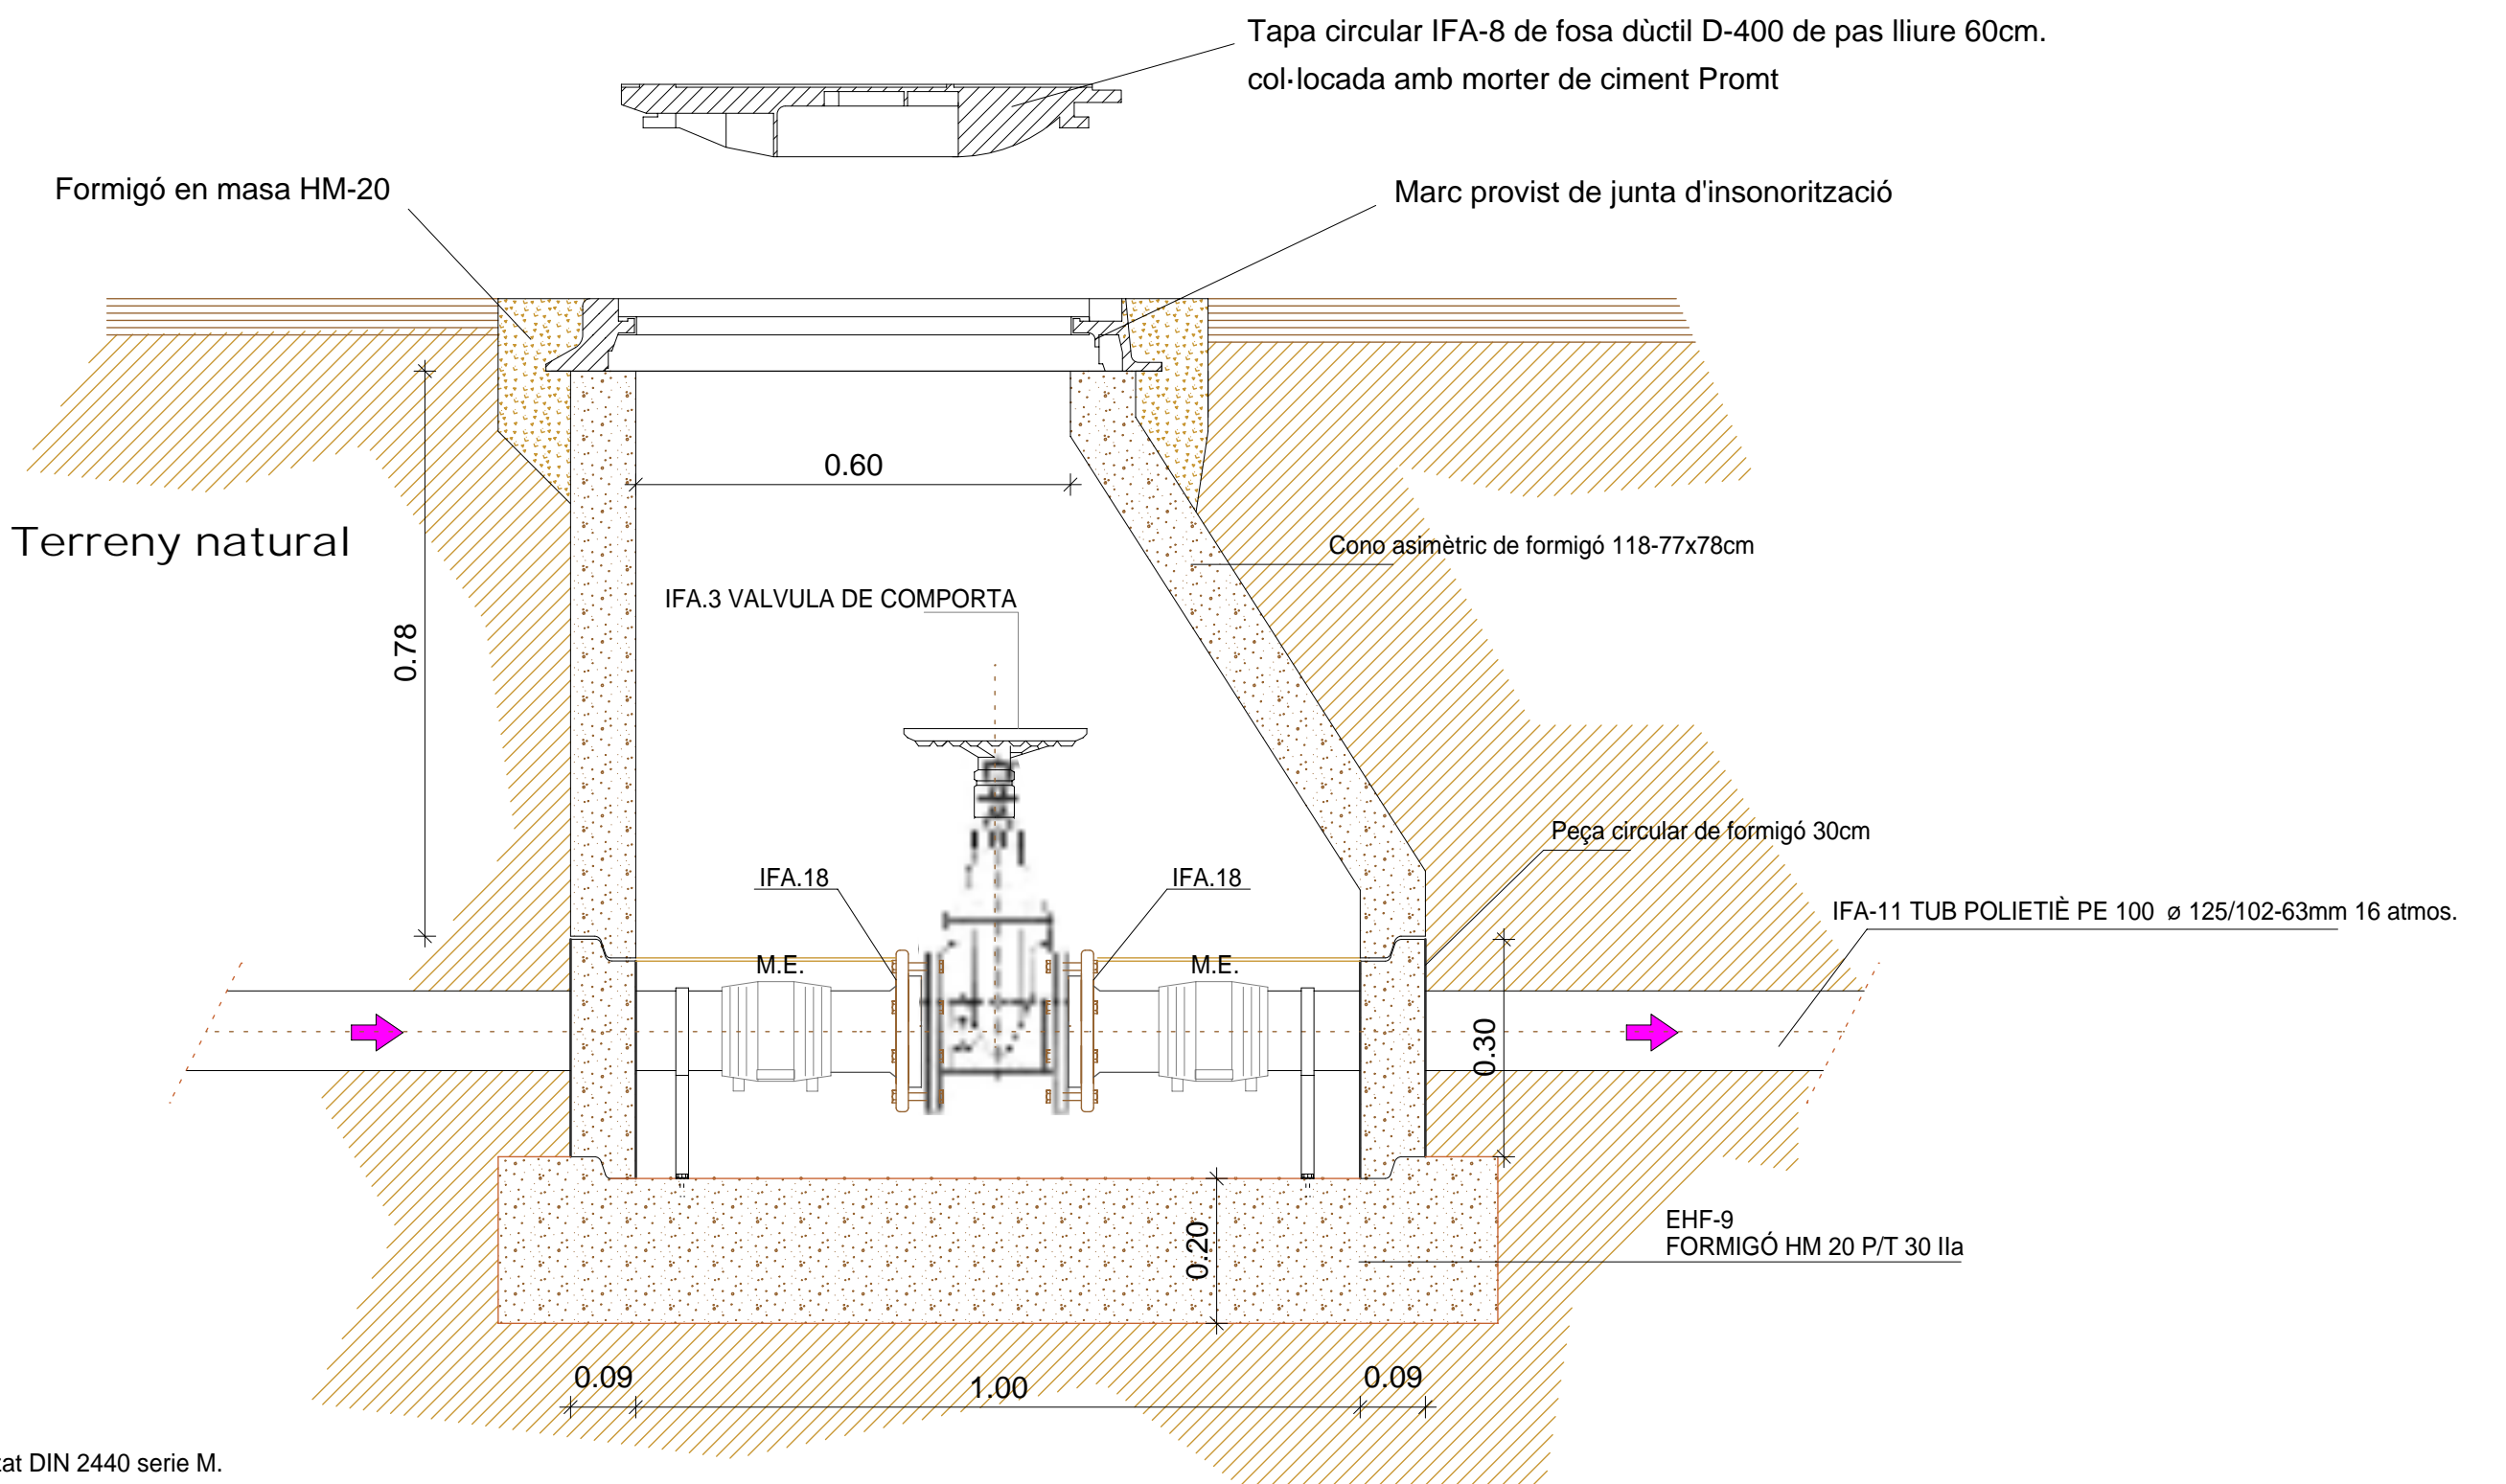 Tapa circular IFA-8 de fosa dùctil D-400 de pas lliure 60cm.
col·locada amb morter de ciment Promt
Formigó en masa HM-20
Marc provist de junta d'insonorització
0.60
Terreny natural
Cono asimètric de formigó 118-77x78cm
IFA.3 VALVULA DE COMPORTA
0.78
Peça circular de formigó 30cm
IFA.18
IFA.18
IFA-11 TUB POLIETIÈ PE 100 ø 125/102-63mm 16 atmos.
M.E.
M.E.
0.30
EHF-9
FORMIGÓ HM 20 P/T 30 IIa
0.20
0.09
1.00
0.09
DIN 2440 serie M.